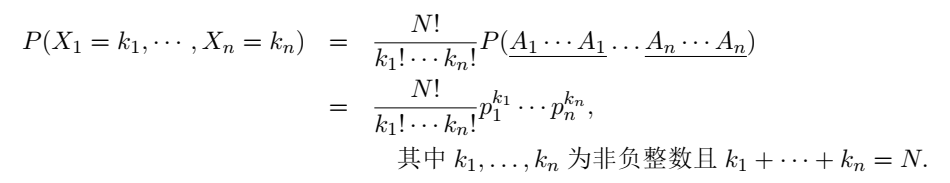 $P(X_1 = k_1, \cdots, X_n = k_n) = \frac{N!}{k_1! \cdots k_n!} P(\underline{A_1 \cdots A_1} \ldots \underline{A_n \cdots A_n})$
$= \frac{N!}{k_1! \cdots k_n!} p_1^{k_1} \cdots p_n^{k_n},$
其中 $k_1, \ldots, k_n$ 为非负整数且 $k_1 + \cdots + k_n = N.$